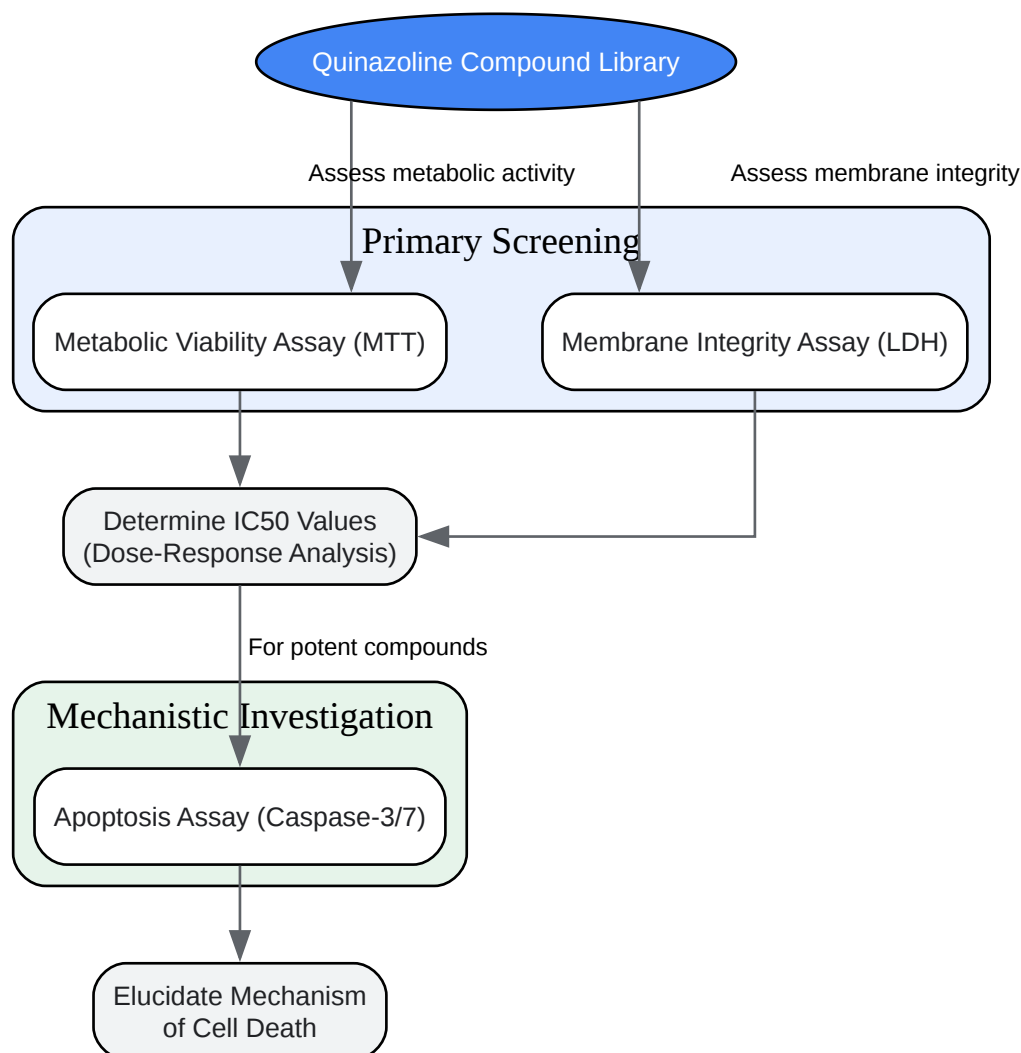 Quinazoline Compound Library
Assess metabolic activity
Assess membrane integrity
Primary Screening
Metabolic Viability Assay (MTT)
Membrane Integrity Assay (LDH)
Determine IC50 Values
(Dose-Response Analysis)
For potent compounds
Mechanistic Investigation
Apoptosis Assay (Caspase-3/7)
Elucidate Mechanism
of Cell Death